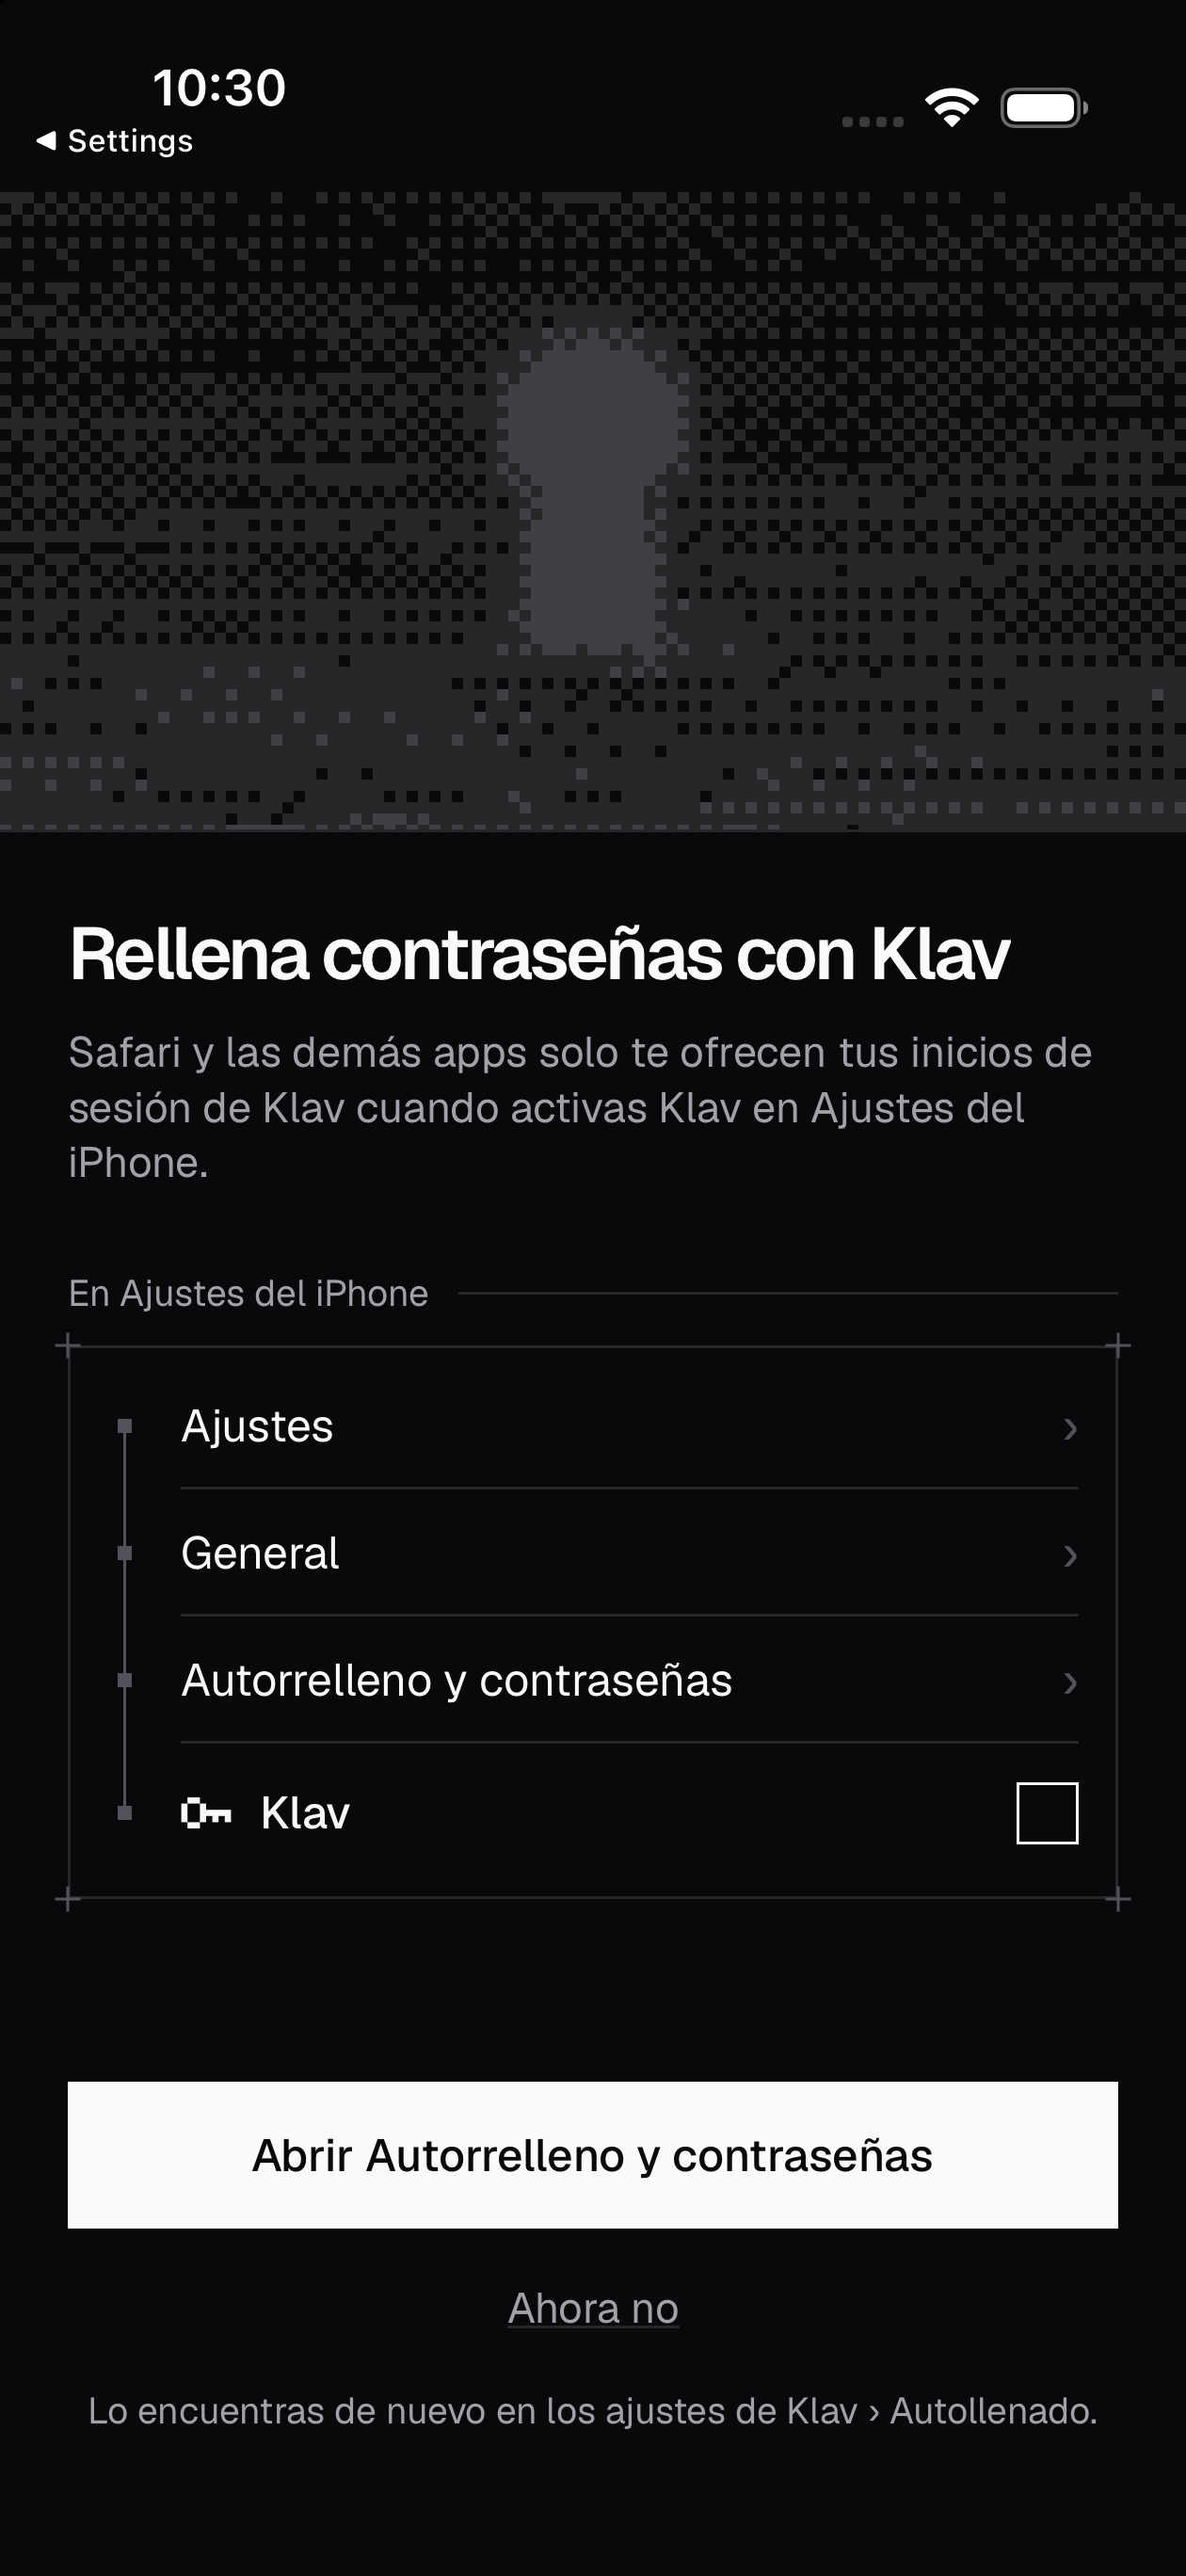 10:30
Settings
Rellena contraseñas con Klav
Safari y las demás apps solo te ofrecen tus inicios de
sesión de Klav cuando activas Klav en Ajustes del
iPhone.
En Ajustes del iPhone
Ajustes
General
Autorrelleno y contraseñas
Klav
Abrir Autorrelleno y contraseñas
Ahora no
Lo encuentras de nuevo en los ajustes de Klav › Autollenado.